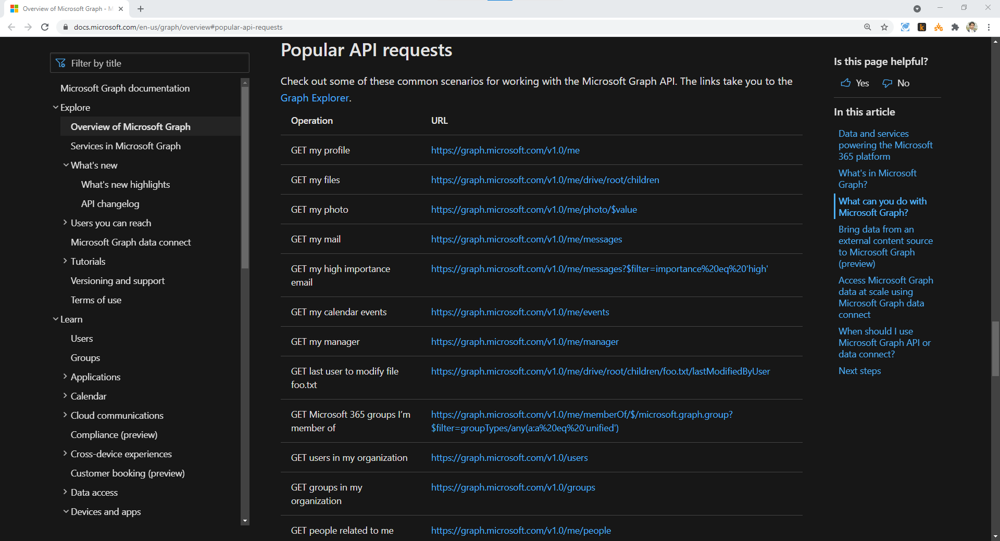 Overview of Microsoft Graph - M
docs.microsoft.com/en-us/graph/overview#popular-api-requests
Filter by title
Microsoft Graph documentation
Explore
Overview of Microsoft Graph
Services in Microsoft Graph
What's new
What's new highlights
API changelog
Users you can reach
Microsoft Graph data connect
Tutorials
Versioning and support
Terms of use
Learn
Users
Groups
Applications
Calendar
Cloud communications
Compliance (preview)
Cross-device experiences
Customer booking (preview)
Data access
Devices and apps
Popular API requests
Check out some of these common scenarios for working with the Microsoft Graph API. The links take you to the
Graph Explorer.
Operation URL
GET my profile https://graph.microsoft.com/v1.0/me
GET my files https://graph.microsoft.com/v1.0/me/drive/root/children
GET my photo https://graph.microsoft.com/v1.0/me/photo/$value
GET my mail https://graph.microsoft.com/v1.0/me/messages
GET my high importance https://graph.microsoft.com/v1.0/me/messages?$filter=importance%20eq%20'high'
email
GET my calendar events https://graph.microsoft.com/v1.0/me/events
GET my manager https://graph.microsoft.com/v1.0/me/manager
GET last user to modify file https://graph.microsoft.com/v1.0/me/drive/root/children/foo.txt/lastModifiedByUser
foo.txt
GET Microsoft 365 groups I'm https://graph.microsoft.com/v1.0/me/memberOf/$/microsoft.graph.group?
member of $filter=groupTypes/any(a:a%20eq%20'unified')
GET users in my organization https://graph.microsoft.com/v1.0/users
GET groups in my https://graph.microsoft.com/v1.0/groups
organization
GET people related to me https://graph.microsoft.com/v1.0/me/people
Is this page helpful?
Yes No
In this article
Data and services
powering the Microsoft
365 platform
What's in Microsoft
Graph?
What can you do with
Microsoft Graph?
Bring data from an
external content source
to Microsoft Graph
(preview)
Access Microsoft Graph
data at scale using
Microsoft Graph data
connect
When should I use
Microsoft Graph API or
data connect?
Next steps